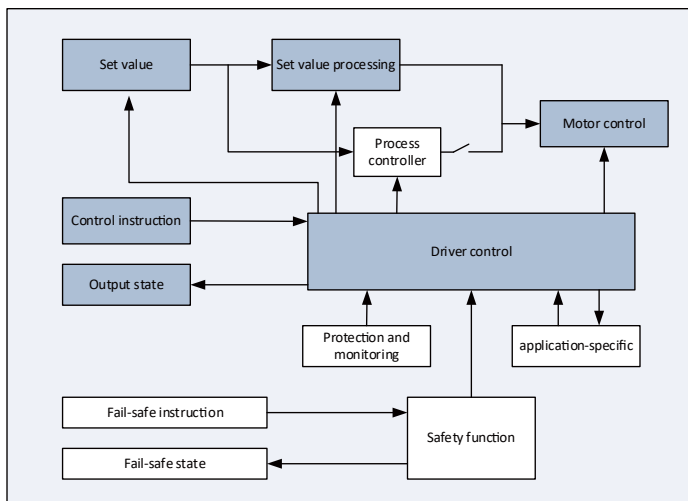 Set value
Set value processing
Motor control
Process
controller
Control instruction
Driver control
Output state
Protection and
monitoring
application-specific
Fail-safe instruction
Safety function
Fail-safe state